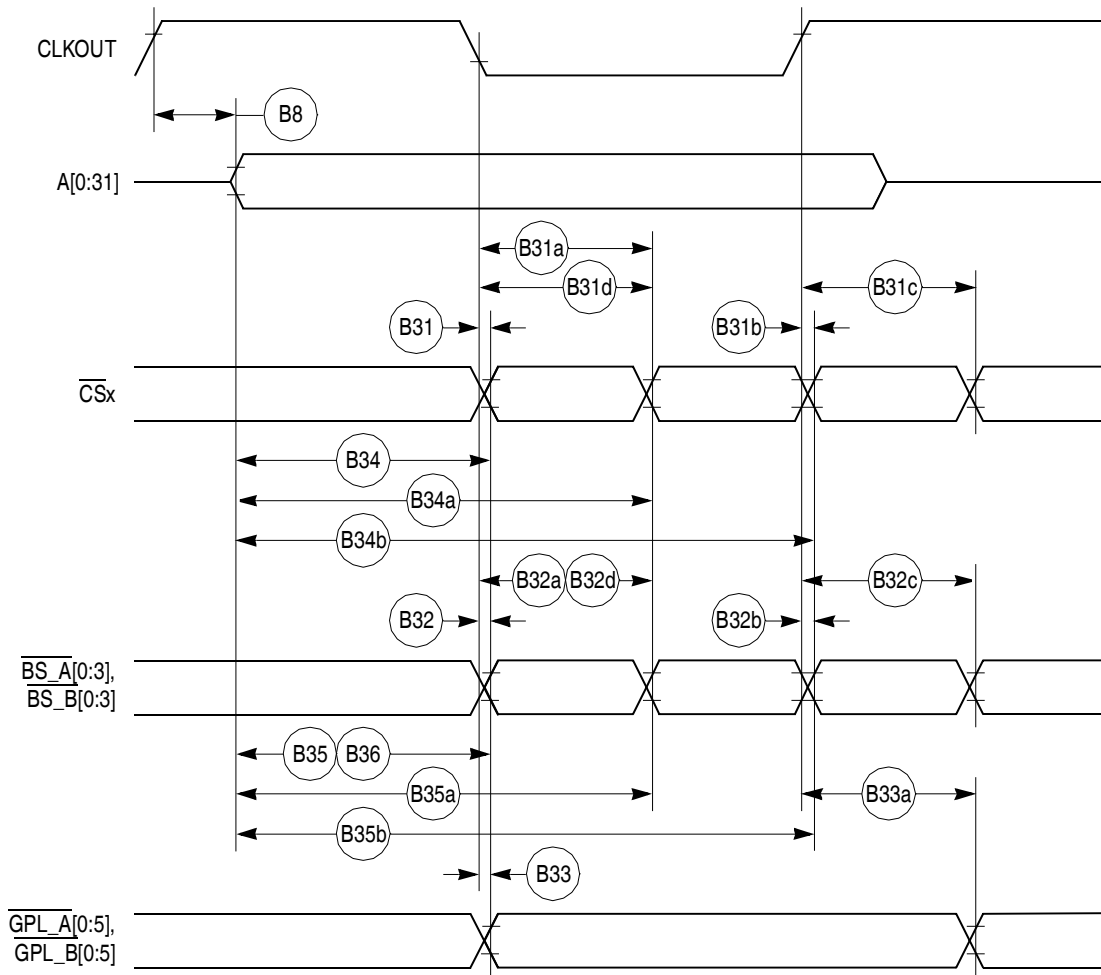 CLKOUT
B8
A[0:31]
B31a
B31d
B31c
B31
B31b
CSx
B34
B34a
B34b
B32a B32d
B32c
B32
B32b
BS_A[0:3],
BS_B[0:3]
B35 B36
B35a
B33a
B35b
B33
GPL_A[0:5],
GPL_B[0:5]